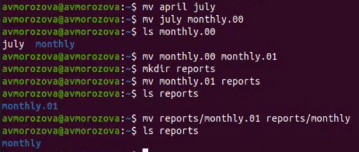 avmorozova@avmorozova:~$ mv april july
avmorozova@avmorozova:~$ mv july monthly.00
avmorozova@avmorozova:~$ ls monthly.00
july monthly
avmorozova@avmorozova:~$ mv monthly.00 monthly.01
avmorozova@avmorozova:~$ mkdir reports
avmorozova@avmorozova:~$ mv monthly.01 reports
avmorozova@avmorozova:~$ ls reports
monthly.01
avmorozova@avmorozova:~$ mv reports/monthly.01 reports/monthly
avmorozova@avmorozova:~$ ls reports
monthly